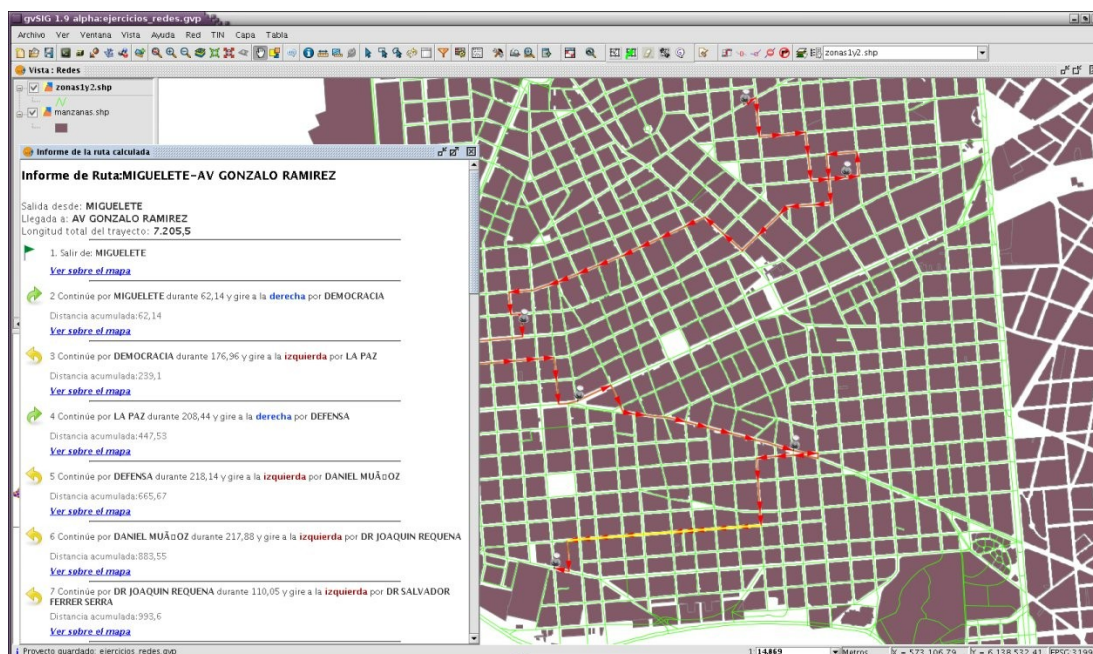 gvSIG 1.9 alpha:ejercicios_redes.gvp
Archivo Ver Ventana Vista Ayuda Red TIN Capa Tabla
zonas1y2.shp
Vista : Redes
zonas1y2.shp
manzanas.shp
Informe de la ruta calculada
Informe de Ruta:MIGUELETE-AV GONZALO RAMIREZ
Salida desde: MIGUELETE
Llegada a: AV GONZALO RAMIREZ
Longitud total del trayecto: 7.205,5
1. Salir de: MIGUELETE
Ver sobre el mapa
2 Continúe por MIGUELETE durante 62,14 y gire a la derecha por DEMOCRACIA
Distancia acumulada:62,14
Ver sobre el mapa
3 Continúe por DEMOCRACIA durante 176,96 y gire a la izquierda por LA PAZ
Distancia acumulada:239,1
Ver sobre el mapa
4 Continúe por LA PAZ durante 208,44 y gire a la derecha por DEFENSA
Distancia acumulada:447,53
Ver sobre el mapa
5 Continúe por DEFENSA durante 218,14 y gire a la izquierda por DANIEL MUÃ▯OZ
Distancia acumulada:665,67
Ver sobre el mapa
6 Continúe por DANIEL MUÃ▯OZ durante 217,88 y gire a la izquierda por DR JOAQUIN REQUENA
Distancia acumulada:883,55
Ver sobre el mapa
7 Continúe por DR JOAQUIN REQUENA durante 110,05 y gire a la izquierda por DR SALVADOR
FERRER SERRA
Distancia acumulada:993,6
Ver sobre el mapa
Proyecto guardado: ejercicios_redes.gvp 1: 14.869 Metros X = 573.106,79 Y = 6.138.532,41 EPSG:3199